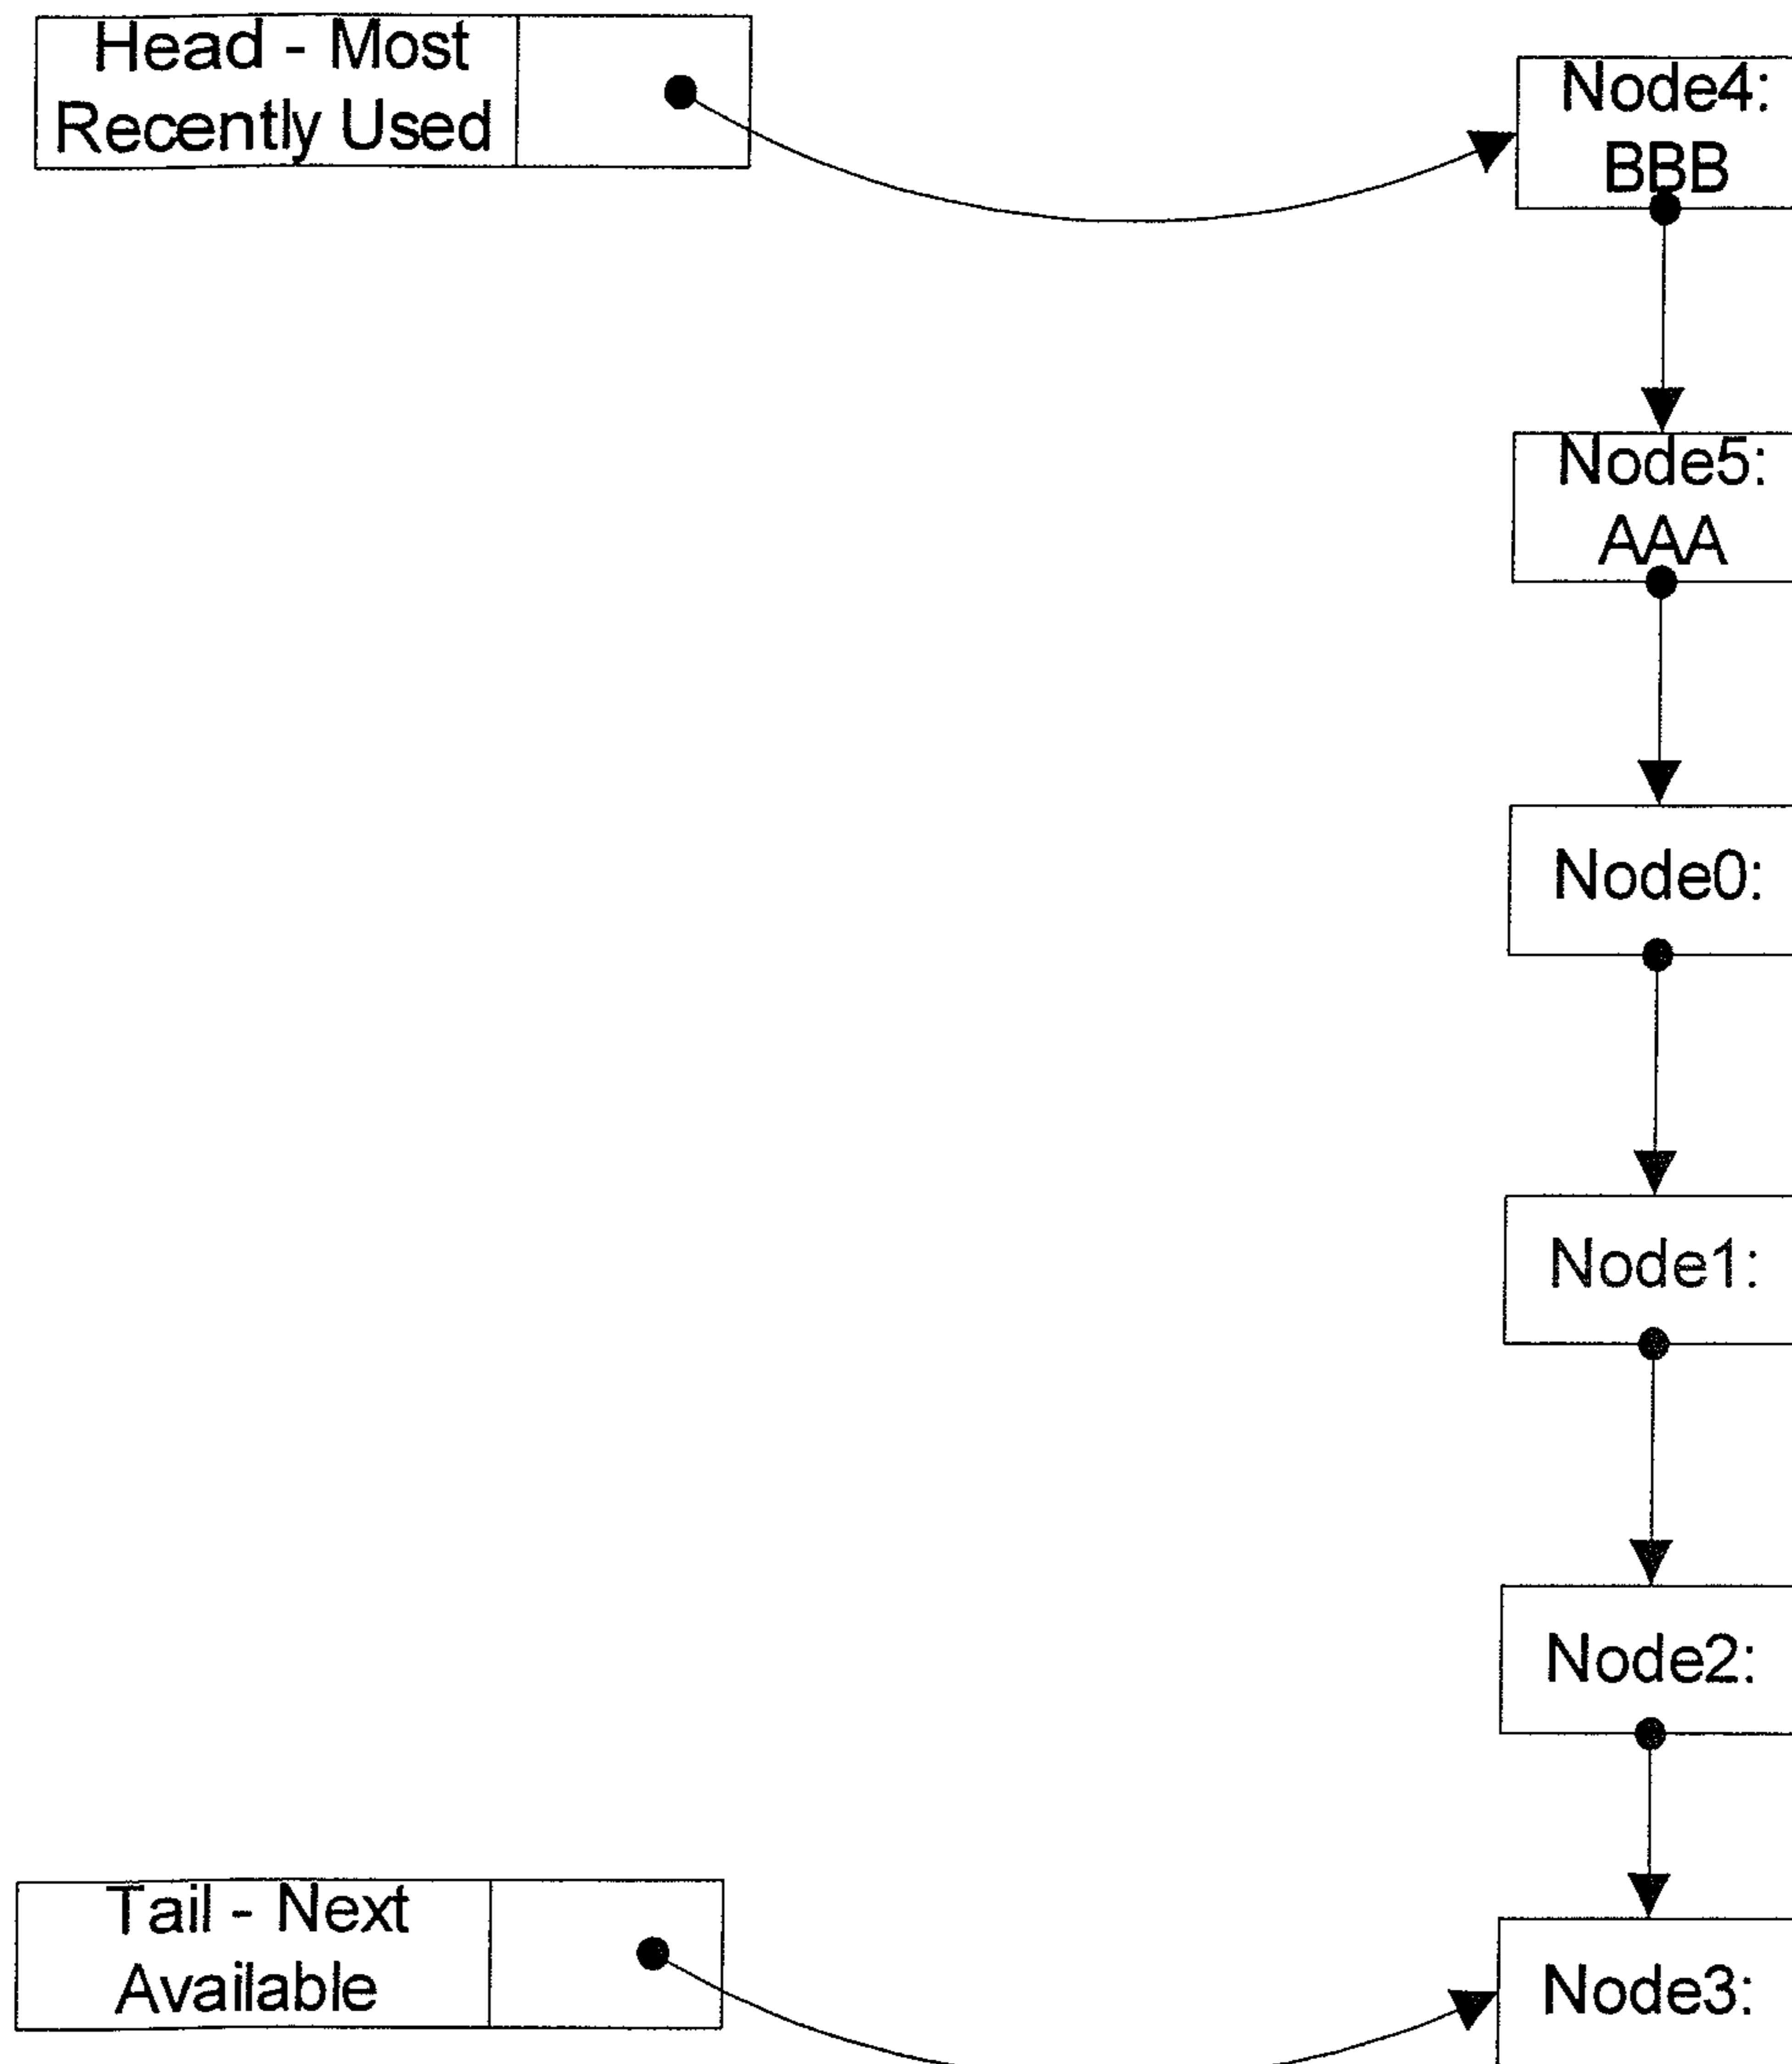 Head - Most
Recently Used
Node4:
BBB
Node5:
AAA
Node0:
Node1:
Node2:
Tail - Next
Available
Node3: